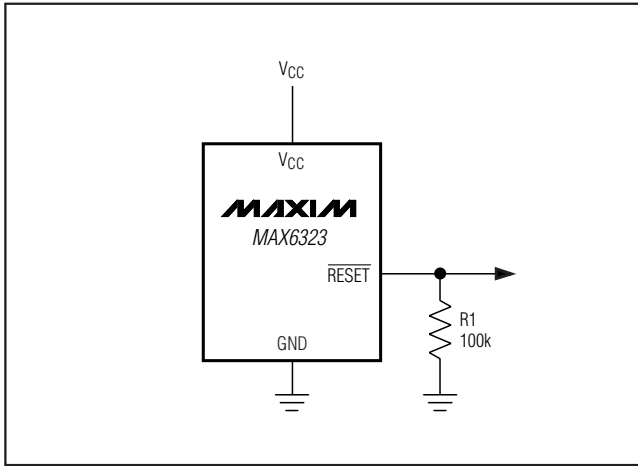 VCC
VCC
MAXIM
MAX6323
RESET
R1
100k
GND